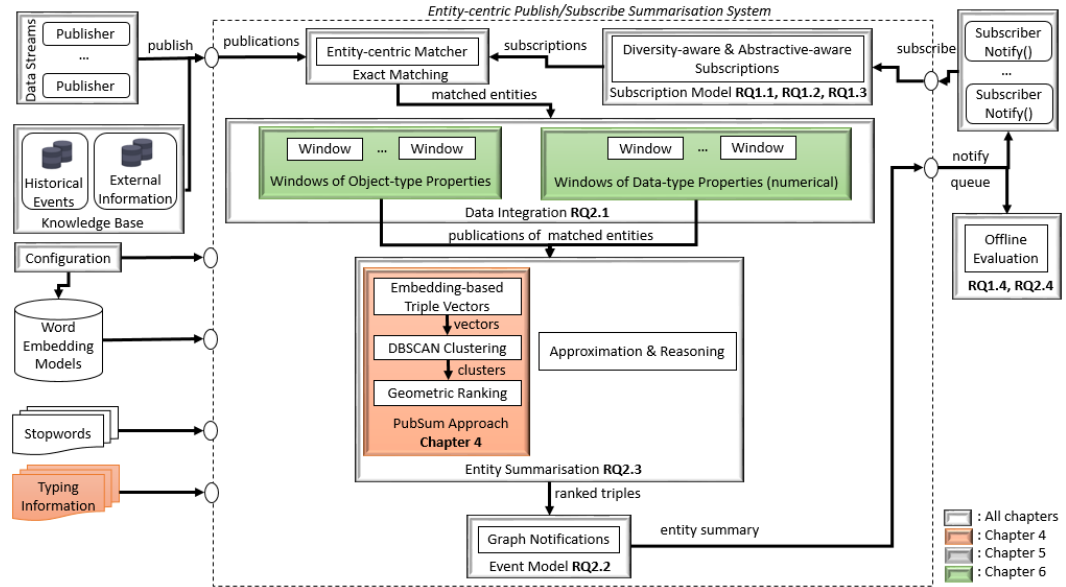 Entity-centric Publish/Subscribe Summarisation System
Data Streams
Publisher
...
Publisher
publish
publications
Entity-centric Matcher
Exact Matching
subscriptions
Diversity-aware & Abstractive-aware
Subscriptions
Subscription Model RQ1.1, RQ1.2, RQ1.3
subscribe
Subscriber
Notify()
...
Subscriber
Notify()
matched entities
Historical
Events
External
Information
Knowledge Base
Window
...
Window
Windows of Object-type Properties
Window
...
Window
Windows of Data-type Properties (numerical)
Data Integration RQ2.1
notify
queue
publications of matched entities
Offline
Evaluation
RQ1.4, RQ2.4
Configuration
Word
Embedding
Models
Embedding-based
Triple Vectors
vectors
DBSCAN Clustering
clusters
Geometric Ranking
PubSum Approach
Chapter 4
Approximation & Reasoning
Entity Summarisation RQ2.3
Stopwords
Typing
Information
ranked triples
Graph Notifications
Event Model RQ2.2
entity summary
: All chapters
: Chapter 4
: Chapter 5
: Chapter 6